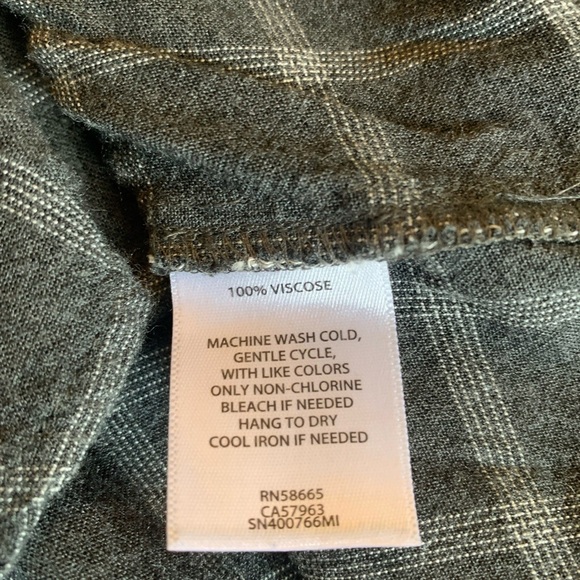 100% VISCOSE
MACHINE WASH COLD,
GENTLE CYCLE,
WITH LIKE COLORS
ONLY NON-CHLORINE
BLEACH IF NEEDED
HANG TO DRY
COOL IRON IF NEEDED
RN58665
CA57963
SN400766MI